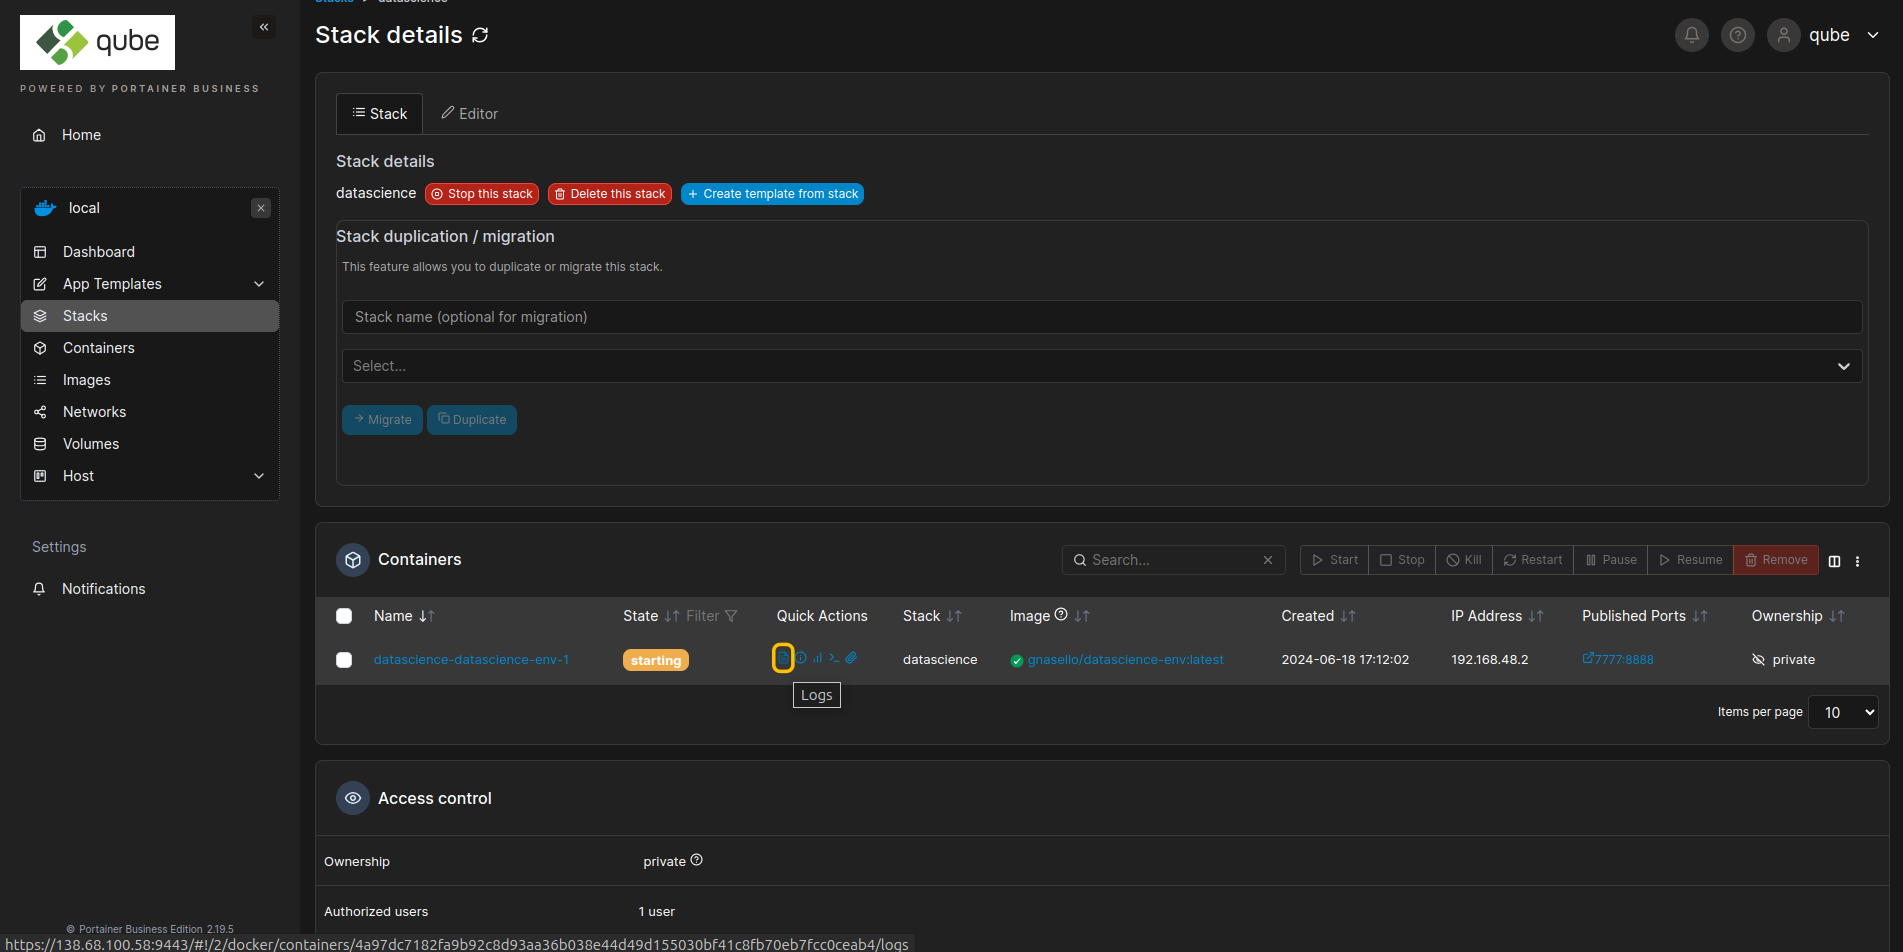 Stacks > datascience
Stack details
qube
qube
POWERED BY PORTAINER BUSINESS
Home
local
Dashboard
App Templates
Stacks
Containers
Images
Networks
Volumes
Host
Settings
Notifications
© Portainer Business Edition 2.19.5
Stack
Editor
Stack details
datascience Stop this stack Delete this stack + Create template from stack
Stack duplication / migration
This feature allows you to duplicate or migrate this stack.
Stack name (optional for migration)
Select...
Migrate Duplicate
Containers
Search...
Start Stop Kill Restart Pause Resume Remove
Name State Filter Quick Actions Stack Image Created IP Address Published Ports Ownership
datascience-datascience-env-1 starting datascience gnasello/datascience-env:latest 2024-06-18 17:12:02 192.168.48.2 7777:8888 private
Logs
Items per page 10
Access control
Ownership private
Authorized users 1 user
https://138.68.100.58:9443/#!/2/docker/containers/4a97dc7182fa9b92c8d93aa36b038e44d49d155030bf41c8fb70eb7fcc0ceab4/logs